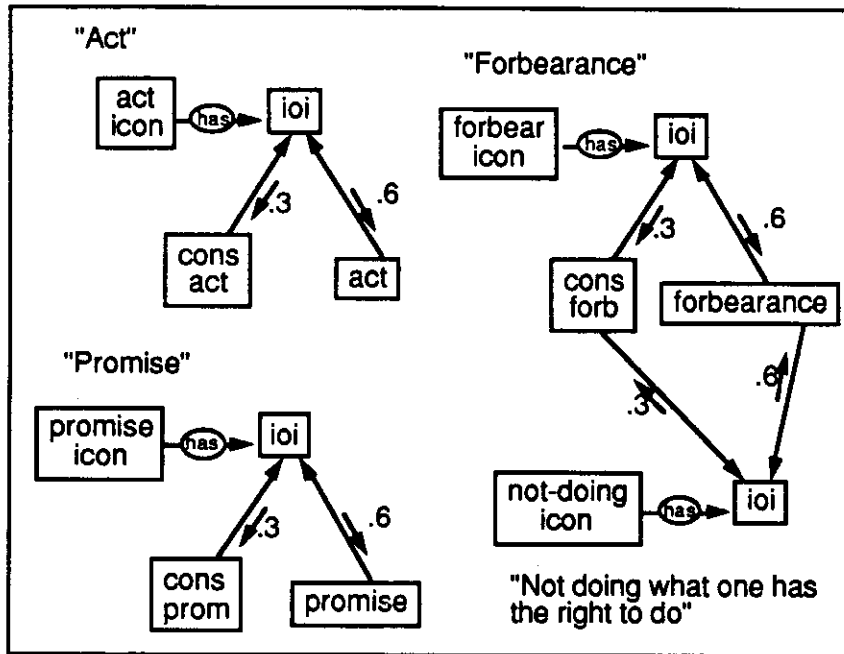 "Act"
act
icon
has
ioi
.3
.6
cons
act
act
"Promise"
promise
icon
has
ioi
.3
.6
cons
prom
promise
"Forbearance"
forbear
icon
has
ioi
.3
.6
cons
forb
forbearance
.3
.6
not-doing
icon
has
ioi
"Not doing what one has
the right to do"